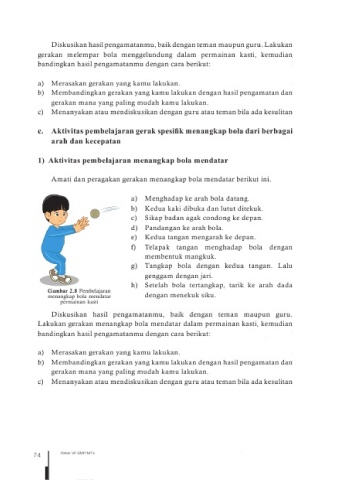 Diskusikan hasil pengamatanmu, baik dengan teman maupun guru. Lakukan
gerakan melempar bola menggelundung dalam permainan kasti, kemudian
bandingkan hasil pengamatanmu dengan cara berikut:
a) Merasakan gerakan yang kamu lakukan.
b) Membandingkan gerakan yang kamu lakukan dengan hasil pengamatan dan
gerakan mana yang paling mudah kamu lakukan.
c) Menanyakan atau mendiskusikan dengan guru atau teman bila ada kesulitan
c. Aktivitas pembelajaran gerak spesifik menangkap bola dari berbagai
arah dan kecepatan
1) Aktivitas pembelajaran menangkap bola mendatar
Amati dan peragakan gerakan menangkap bola mendatar berikut ini.
a) Menghadap ke arah bola datang.
b) Kedua kaki dibuka dan lutut ditekuk.
c) Sikap badan agak condong ke depan.
d) Pandangan ke arah bola.
e) Kedua tangan mengarah ke depan.
f) Telapak tangan menghadap bola dengan
membentuk mangkuk.
g) Tangkap bola dengan kedua tangan. Lalu
genggam dengan jari.
h) Setelah bola tertangkap, tarik ke arah dada
dengan menekuk siku.
Gambar 2.8 Pembelajaran
menangkap bola mendatar
permainan kasti
Diskusikan hasil pengamatanmu, baik dengan teman maupun guru.
Lakukan gerakan menangkap bola mendatar dalam permainan kasti, kemudian
bandingkan hasil pengamatanmu dengan cara berikut:
a) Merasakan gerakan yang kamu lakukan.
b) Membandingkan gerakan yang kamu lakukan dengan hasil pengamatan dan
gerakan mana yang paling mudah kamu lakukan.
c) Menanyakan atau mendiskusikan dengan guru atau teman bila ada kesulitan
74